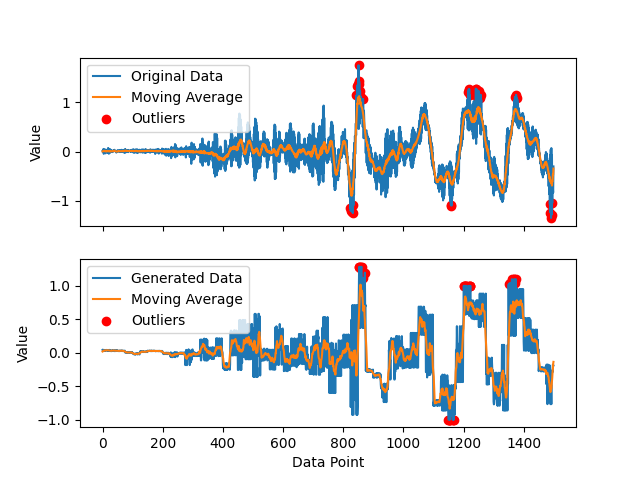 Original Data
Moving Average
Outliers
1
0
−1
Value
Generated Data
Moving Average
Outliers
1.0
0.5
0.0
−0.5
−1.0
Value
0 200 400 600 800 1000 1200 1400
Data Point